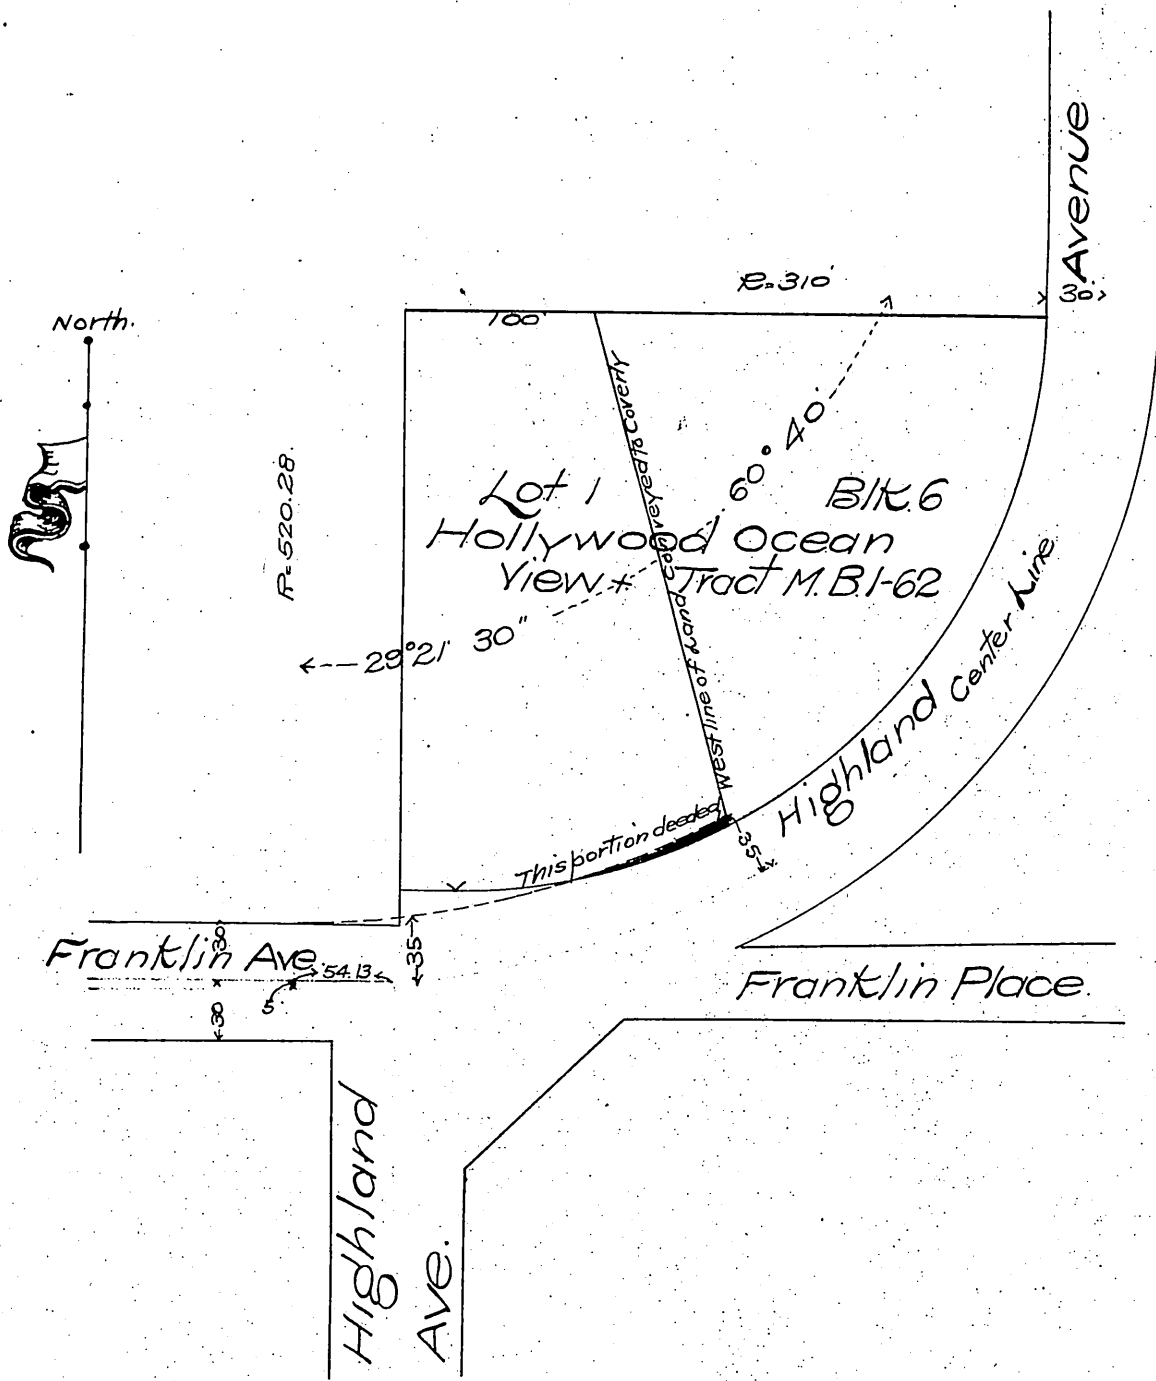 Avenue
R=310'
30'
North.
100'
West line of Land conveyed to Coverly
R=520.28.
60° 40'
Lot 1 Blk. 6
Hollywood Ocean
View Tract M.B.1-62
29°21' 30"
Highland Center Line
This portion deeded
35
Franklin Ave.
30
54.13
35
5'
30
Franklin Place.
Highland
Ave.